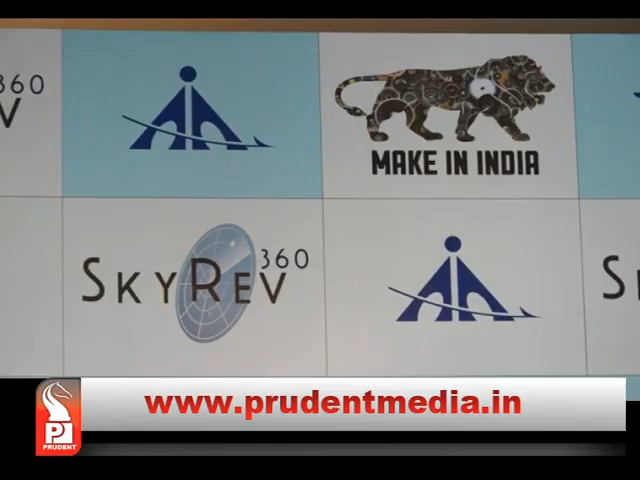 360
V
MAKE IN INDIA
SKYREV 360
S
www.prudentmedia.in
PRUDENT